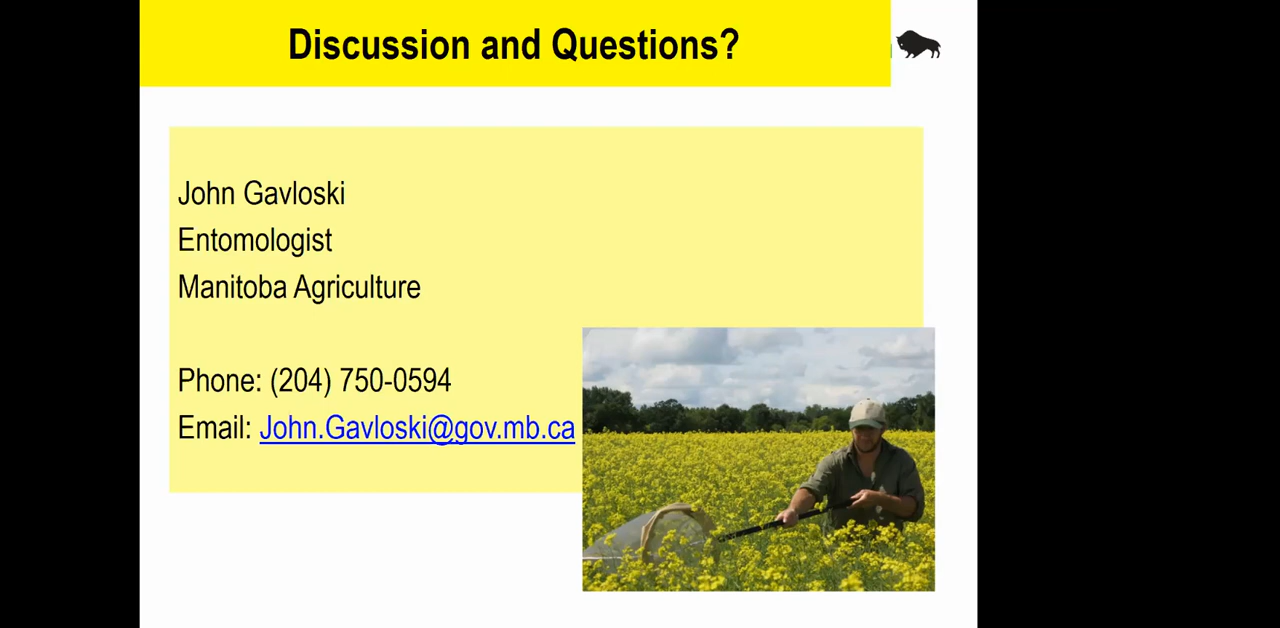 Discussion and Questions?
John Gavloski
Entomologist
Manitoba Agriculture
Phone: (204) 750-0594
Email: John.Gavloski@gov.mb.ca